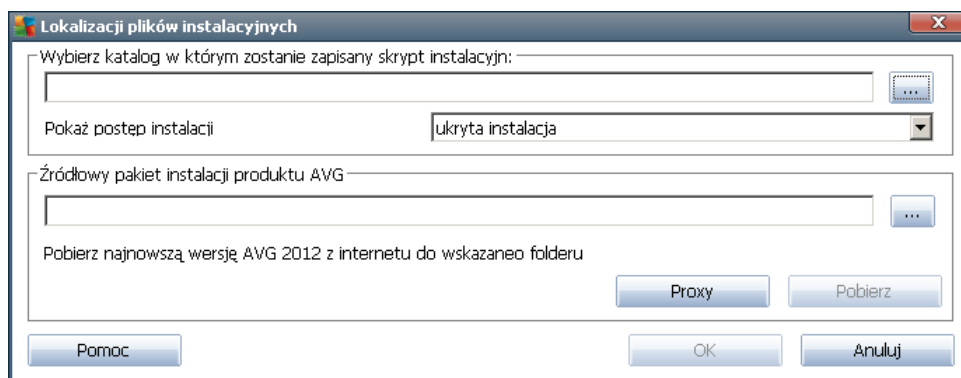 Lokalizacji plików instalacyjnych
Wybierz katalog w którym zostanie zapisany skrypt instalacyjn:
...
Pokaż postęp instalacji
ukryta instalacja
Źródłowy pakiet instalacji produktu AVG
...
Pobierz najnowszą wersję AVG 2012 z internetu do wskazaneo folderu
Proxy
Pobierz
Pomoc
OK
Anuluj